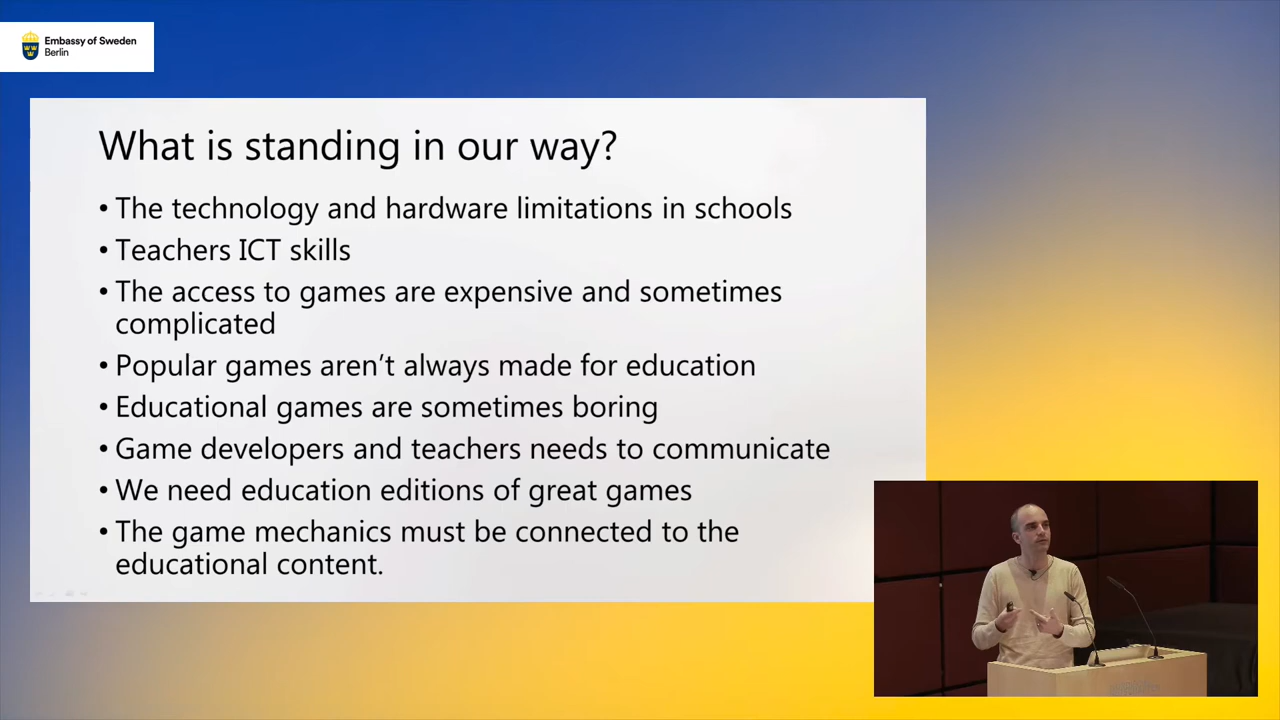 Embassy of Sweden
Berlin
What is standing in our way?
• The technology and hardware limitations in schools
• Teachers ICT skills
• The access to games are expensive and sometimes
complicated
• Popular games aren’t always made for education
• Educational games are sometimes boring
• Game developers and teachers needs to communicate
• We need education editions of great games
• The game mechanics must be connected to the
educational content.